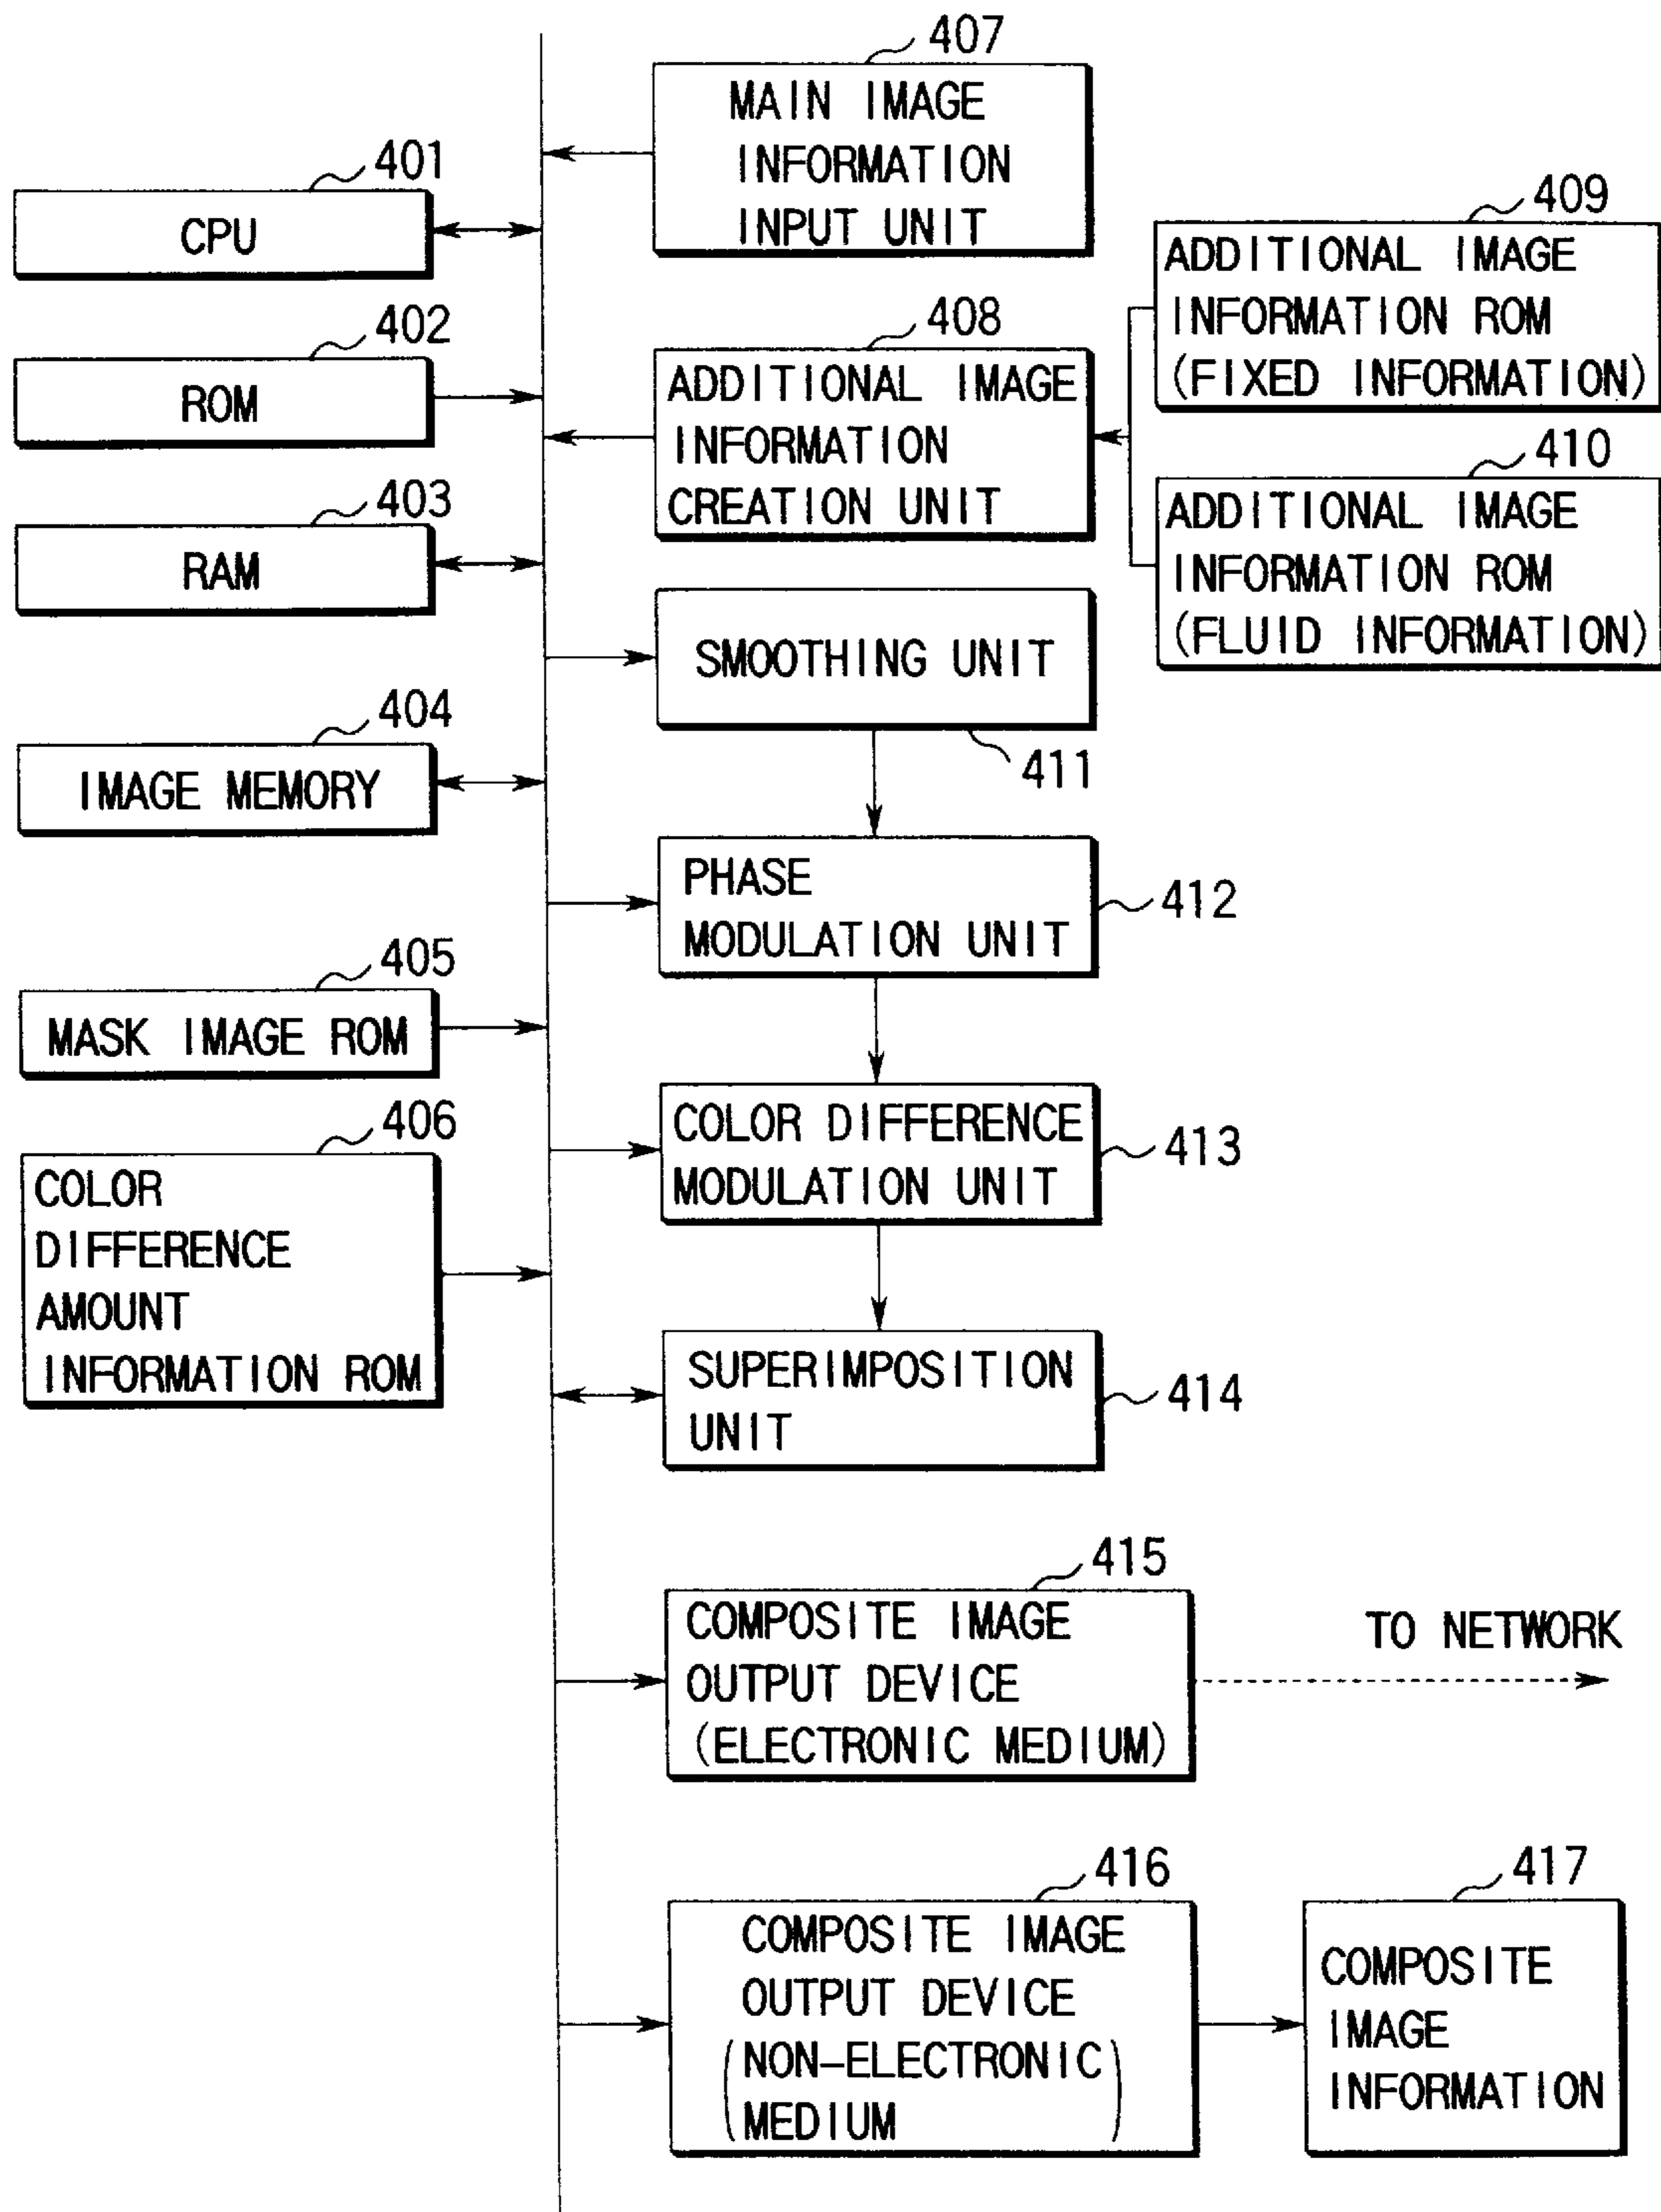 407
MAIN IMAGE
INFORMATION
INPUT UNIT
401
CPU
409
ADDITIONAL IMAGE
INFORMATION ROM
(FIXED INFORMATION)
402
ROM
408
ADDITIONAL IMAGE
INFORMATION
CREATION UNIT
410
ADDITIONAL IMAGE
INFORMATION ROM
(FLUID INFORMATION)
403
RAM
SMOOTHING UNIT
411
404
IMAGE MEMORY
PHASE
MODULATION UNIT
412
405
MASK IMAGE ROM
406
COLOR
DIFFERENCE
AMOUNT
INFORMATION ROM
COLOR DIFFERENCE
MODULATION UNIT
413
SUPERIMPOSITION
UNIT
414
415
COMPOSITE IMAGE
OUTPUT DEVICE
(ELECTRONIC MEDIUM)
TO NETWORK
416
COMPOSITE IMAGE
OUTPUT DEVICE
(NON-ELECTRONIC
MEDIUM)
417
COMPOSITE
IMAGE
INFORMATION